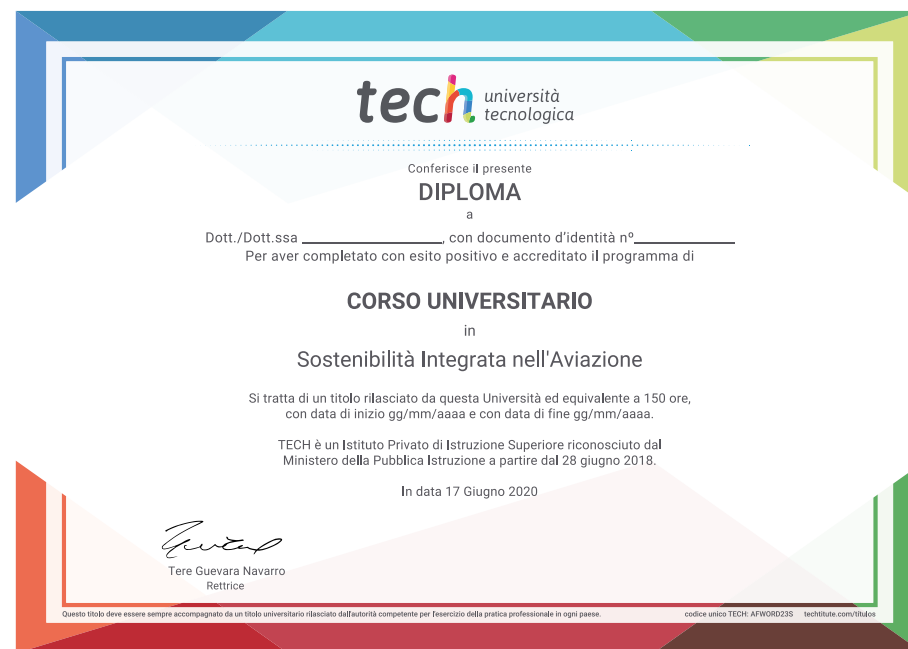 tech università
tecnologica
Conferisce il presente
DIPLOMA
a
Dott./Dott.ssa ____________________, con documento d'identità nº______________
Per aver completato con esito positivo e accreditato il programma di
CORSO UNIVERSITARIO
in
Sostenibilità Integrata nell'Aviazione
Si tratta di un titolo rilasciato da questa Università ed equivalente a 150 ore,
con data di inizio gg/mm/aaaa e con data di fine gg/mm/aaaa.
TECH è un Istituto Privato di Istruzione Superiore riconosciuto dal
Ministero della Pubblica Istruzione a partire dal 28 giugno 2018.
In data 17 Giugno 2020
Tere Guevara Navarro
Rettrice
Questo titolo deve essere sempre accompagnato da un titolo universitario rilasciato dall'autorità competente per l'esercizio della pratica professionale in ogni paese. codice unico TECH: AFWORD23S techtitute.com/titulos